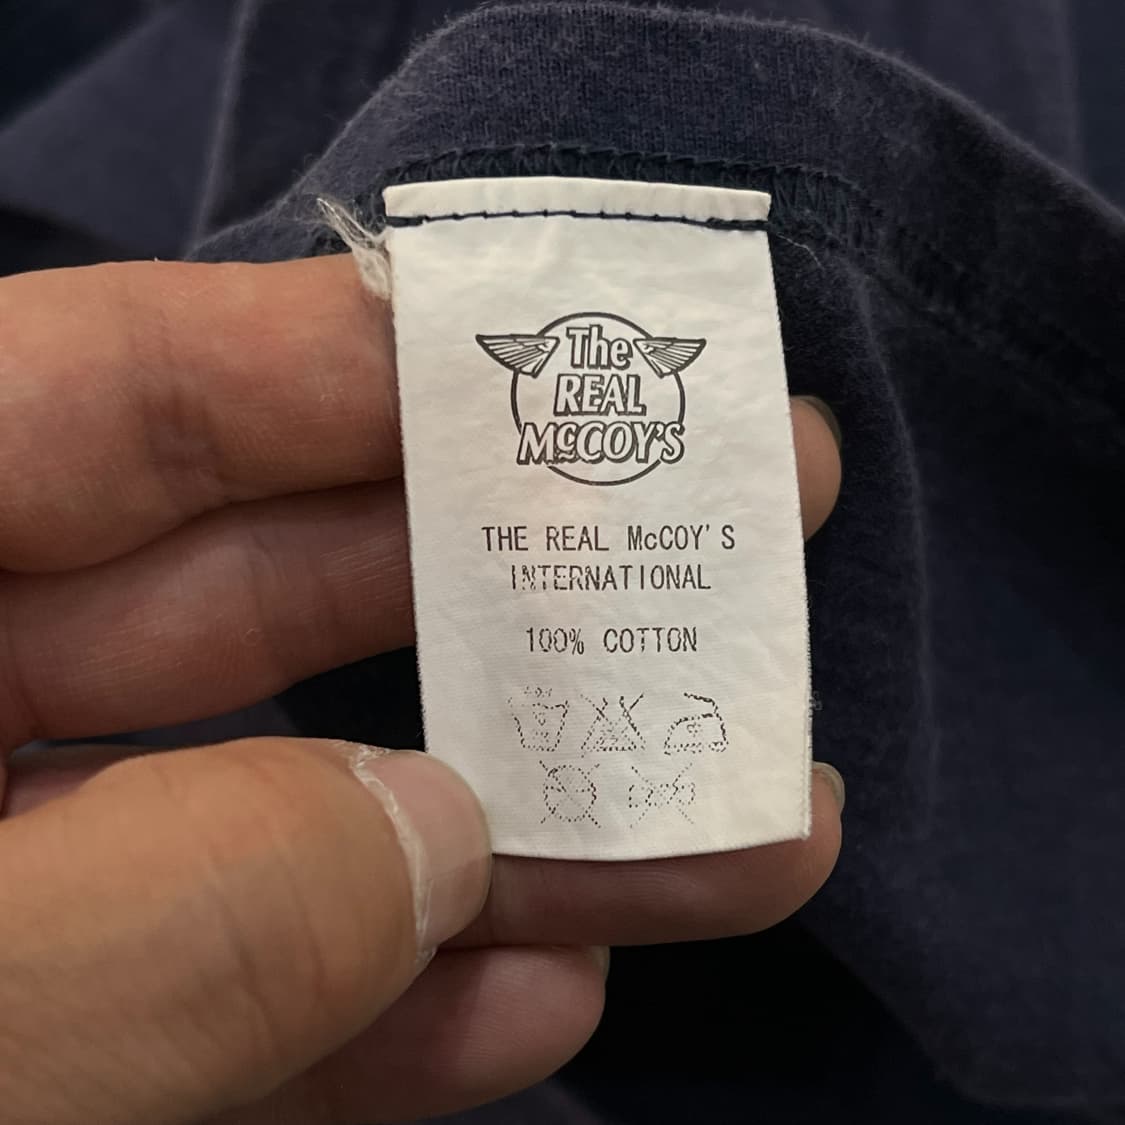 The
REAL
McCOY'S
THE REAL McCOY'S
INTERNATIONAL
100% COTTON